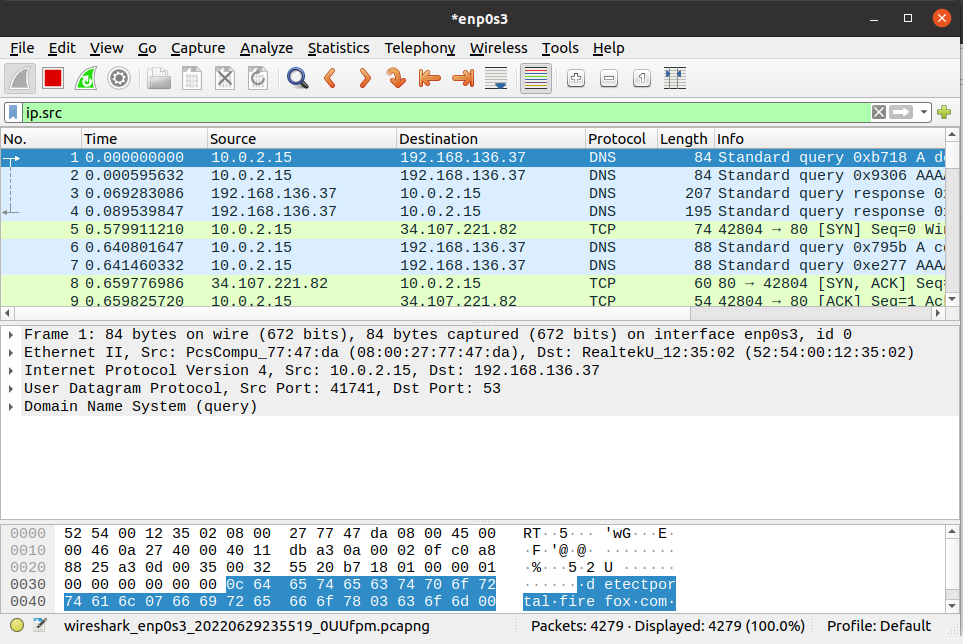 *enp0s3
File Edit View Go Capture Analyze Statistics Telephony Wireless Tools Help
ip.src
No. Time Source Destination Protocol Length Info
1 0.000000000 10.0.2.15 192.168.136.37 DNS 84 Standard query 0xb718 A d
2 0.000595632 10.0.2.15 192.168.136.37 DNS 84 Standard query 0x9306 AAAA
3 0.069283086 192.168.136.37 10.0.2.15 DNS 207 Standard query response 0
4 0.089539847 192.168.136.37 10.0.2.15 DNS 195 Standard query response 0
5 0.579911210 10.0.2.15 34.107.221.82 TCP 74 42804 → 80 [SYN] Seq=0 Wi
6 0.640801647 10.0.2.15 192.168.136.37 DNS 88 Standard query 0x795b A c
7 0.641460332 10.0.2.15 192.168.136.37 DNS 88 Standard query 0xe277 AAAA
8 0.659776986 34.107.221.82 10.0.2.15 TCP 60 80 → 42804 [SYN, ACK] Seq=
9 0.659825720 10.0.2.15 34.107.221.82 TCP 54 42804 → 80 [ACK] Seq=1 Ac
Frame 1: 84 bytes on wire (672 bits), 84 bytes captured (672 bits) on interface enp0s3, id 0
Ethernet II, Src: PcsCompu_77:47:da (08:00:27:77:47:da), Dst: RealtekU_12:35:02 (52:54:00:12:35:02)
Internet Protocol Version 4, Src: 10.0.2.15, Dst: 192.168.136.37
User Datagram Protocol, Src Port: 41741, Dst Port: 53
Domain Name System (query)
0000 52 54 00 12 35 02 08 00 27 77 47 da 08 00 45 00 RT··5··· 'wG···E·
0010 00 46 0a 27 40 00 40 11 db a3 0a 00 02 0f c0 a8 ·F·'@·@· ········
0020 88 25 a3 0d 00 35 00 32 55 20 b7 18 01 00 00 01 ·%···5·2 U ······
0030 00 00 00 00 00 00 0c 64 65 74 65 63 74 70 6f 72 ·······d etectpor
0040 74 61 6c 07 66 69 72 65 66 6f 78 03 63 6f 6d 00 tal·fire fox·com·
wireshark_enp0s3_20220629235519_0UUfpm.pcapng Packets: 4279 · Displayed: 4279 (100.0%) Profile: Default